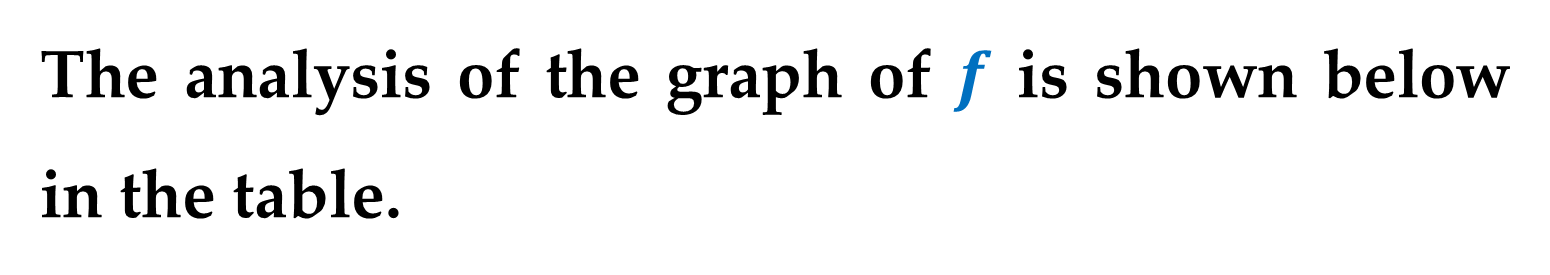 The analysis of the graph of f is shown below
in the table.